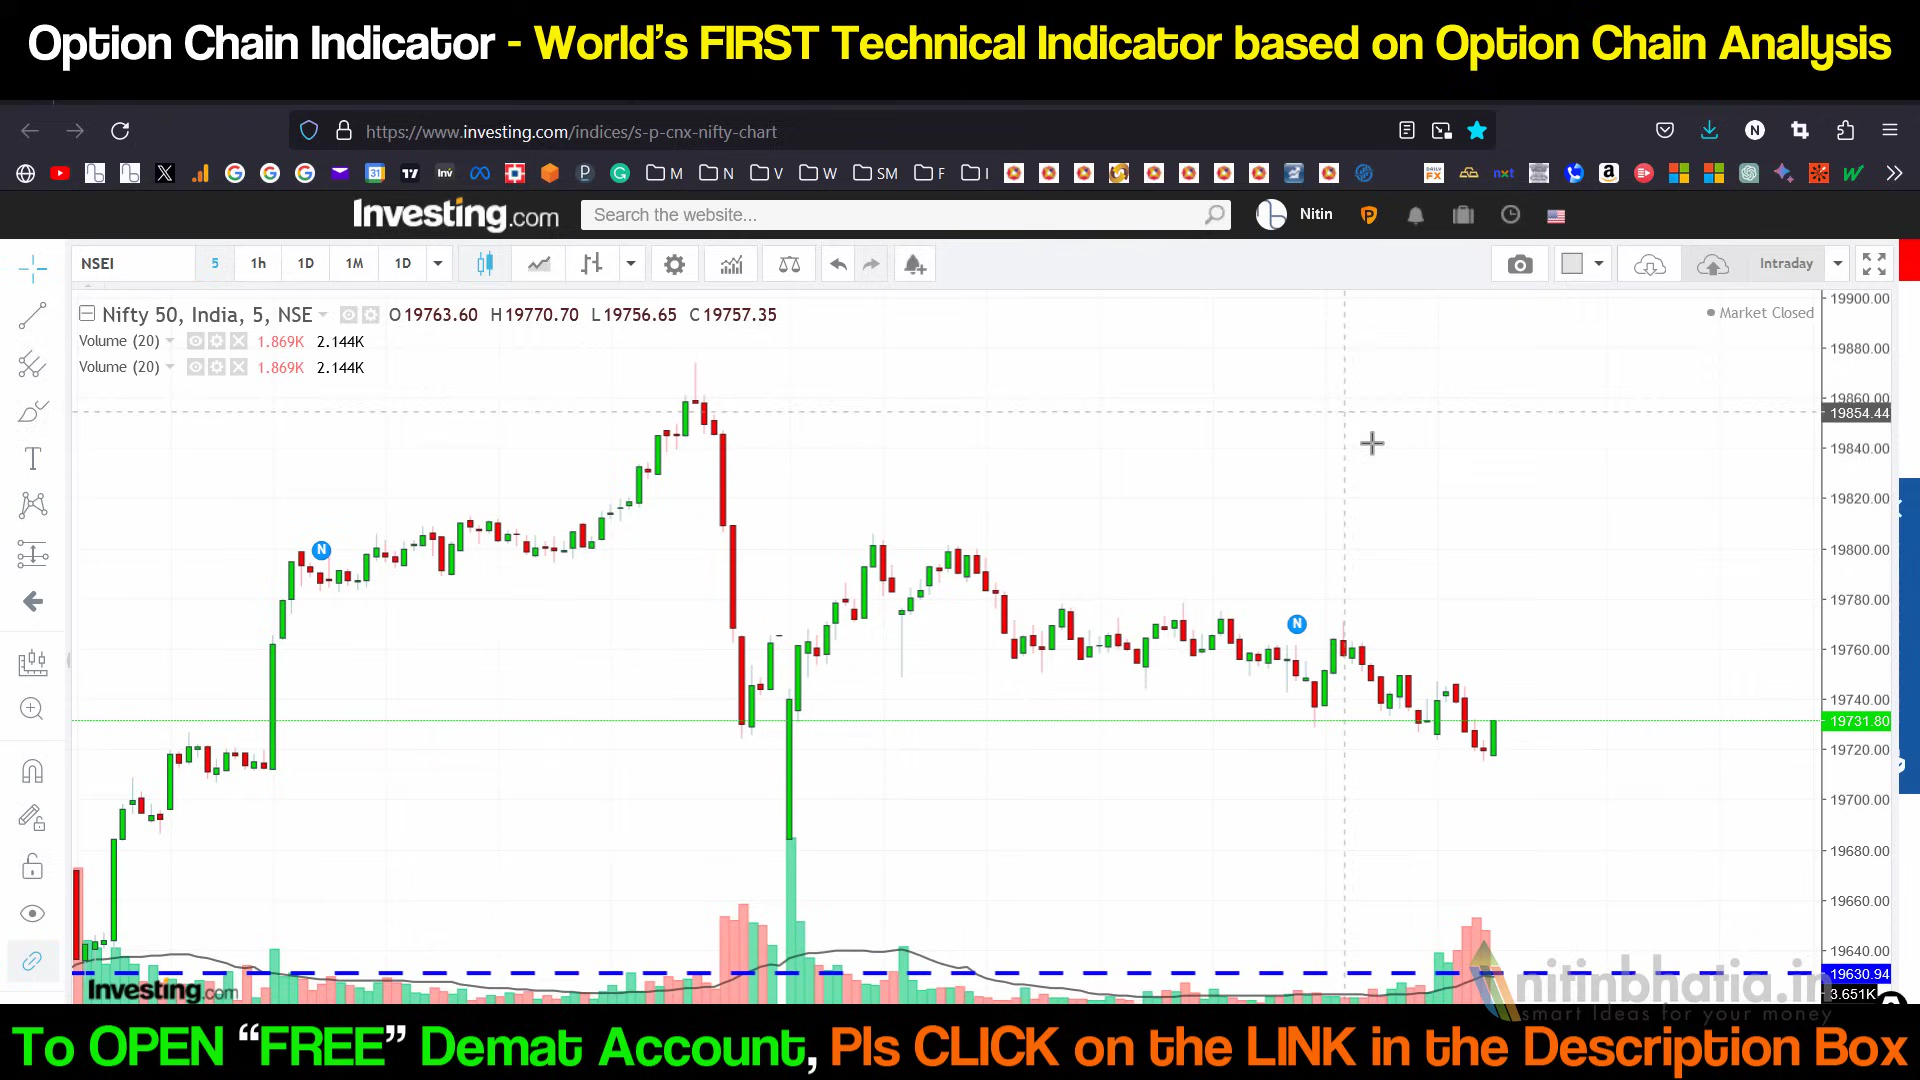 Option Chain Indicator - World's FIRST Technical Indicator based on Option Chain Analysis
https://www.investing.com/indices/s-p-cnx-nifty-chart
M N V W SM F I
Investing.com Search the website... Nitin
NSEI 5 1h 1D 1M 1D Intraday
Nifty 50, India, 5, NSE O19763.60 H19770.70 L19756.65 C19757.35
Market Closed
Volume (20) 1.869K 2.144K
Volume (20) 1.869K 2.144K
19900.00
19880.00
19860.00
19854.44
19840.00
19820.00
19800.00
19780.00
19760.00
19740.00
19731.80
19720.00
19700.00
19680.00
19660.00
19640.00
19630.94
3.651K
N
N
Investing.com
nitinbhatia.in
smart Ideas for your money
To OPEN "FREE" Demat Account, Pls CLICK on the LINK in the Description Box